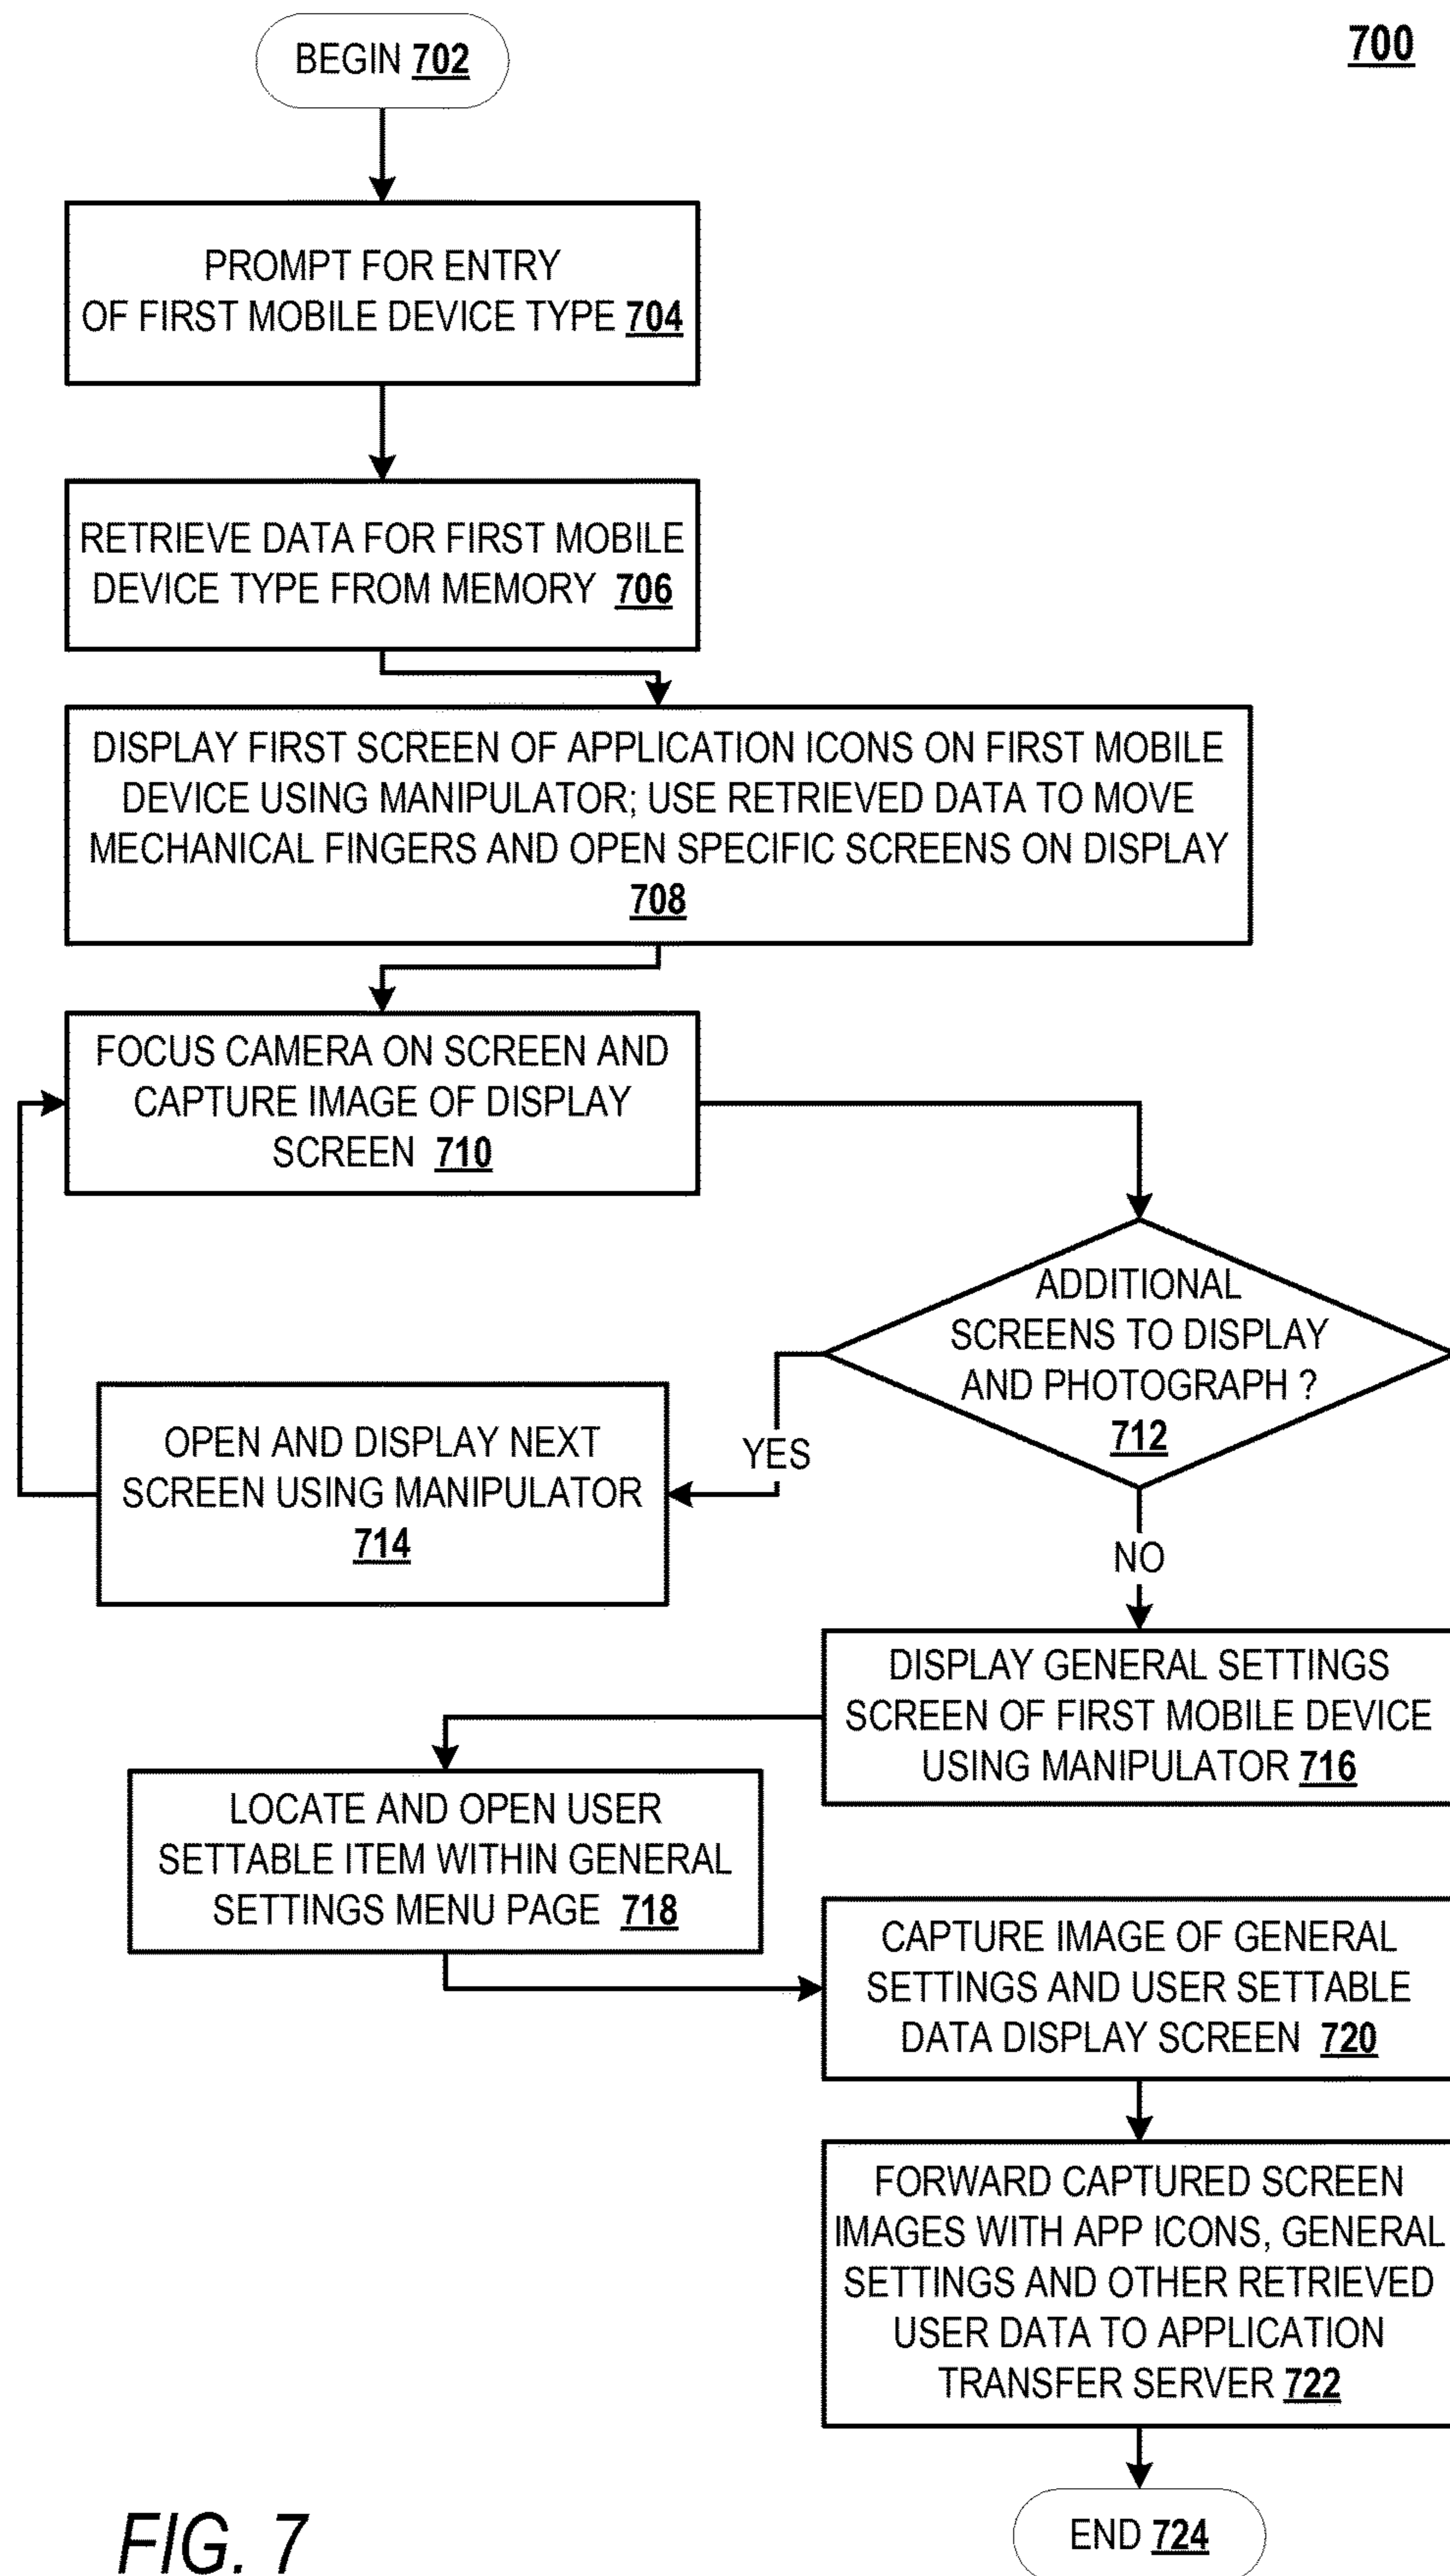 700
BEGIN 702
PROMPT FOR ENTRY
OF FIRST MOBILE DEVICE TYPE 704
RETRIEVE DATA FOR FIRST MOBILE
DEVICE TYPE FROM MEMORY 706
DISPLAY FIRST SCREEN OF APPLICATION ICONS ON FIRST MOBILE
DEVICE USING MANIPULATOR; USE RETRIEVED DATA TO MOVE
MECHANICAL FINGERS AND OPEN SPECIFIC SCREENS ON DISPLAY
708
FOCUS CAMERA ON SCREEN AND
CAPTURE IMAGE OF DISPLAY
SCREEN 710
ADDITIONAL
SCREENS TO DISPLAY
AND PHOTOGRAPH ?
712
YES
OPEN AND DISPLAY NEXT
SCREEN USING MANIPULATOR
714
NO
DISPLAY GENERAL SETTINGS
SCREEN OF FIRST MOBILE DEVICE
USING MANIPULATOR 716
LOCATE AND OPEN USER
SETTABLE ITEM WITHIN GENERAL
SETTINGS MENU PAGE 718
CAPTURE IMAGE OF GENERAL
SETTINGS AND USER SETTABLE
DATA DISPLAY SCREEN 720
FORWARD CAPTURED SCREEN
IMAGES WITH APP ICONS, GENERAL
SETTINGS AND OTHER RETRIEVED
USER DATA TO APPLICATION
TRANSFER SERVER 722
END 724
FIG. 7